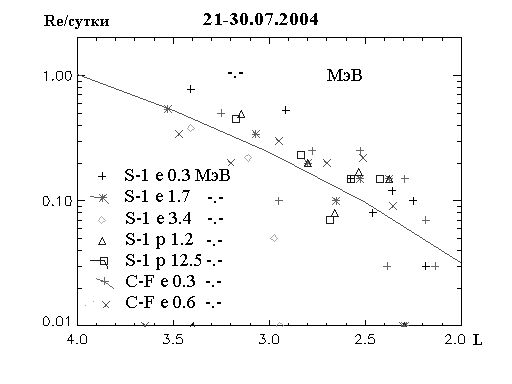 Re/сутки 21-30.07.2004
-.- МэВ
1.00
0.10
0.01
S-1 e 0.3 МэВ
S-1 e 1.7 -.-
S-1 e 3.4 -.-
S-1 p 1.2 -.-
S-1 p 12.5 -.-
C-F e 0.3 -.-
C-F e 0.6 -.-
4.0 3.5 3.0 2.5 2.0 L